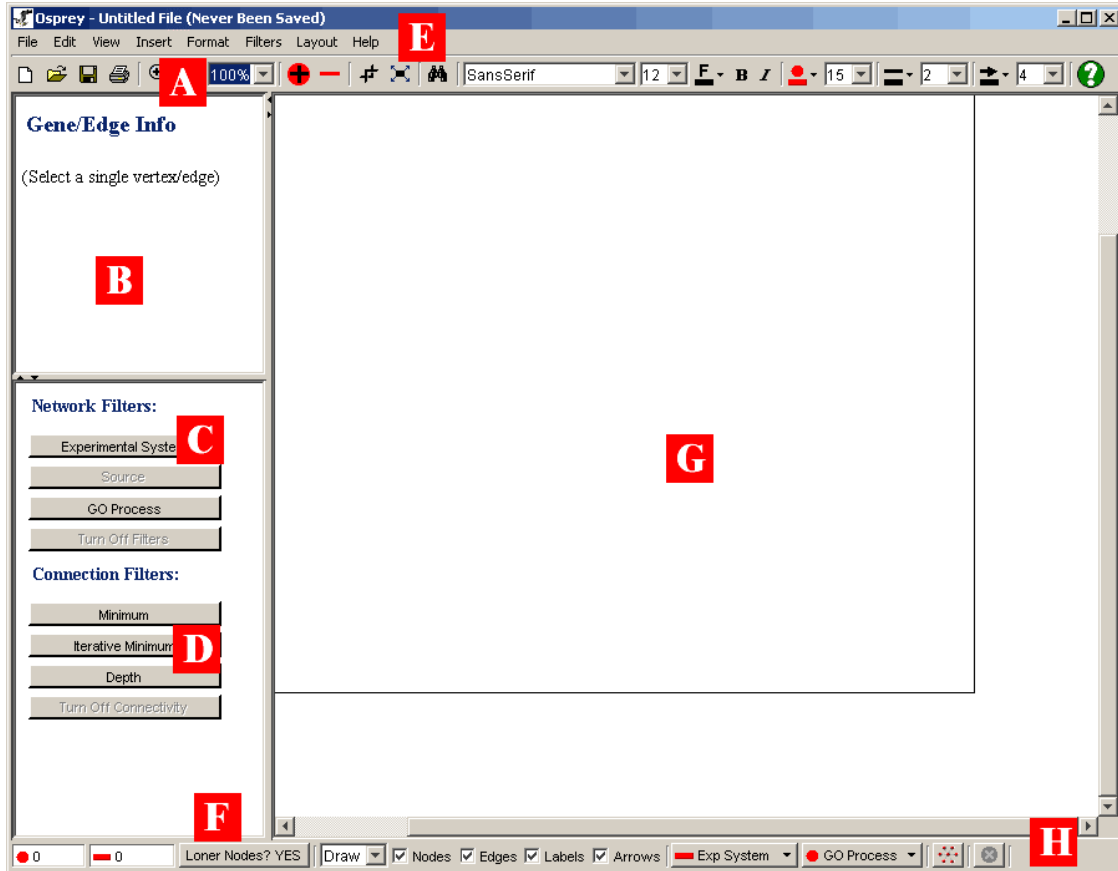 Osprey - Untitled File (Never Been Saved)
File Edit View Insert Format Filters Layout Help
E
A
100% SansSerif 12 F B I 15 2 4 ?
Gene/Edge Info
(Select a single vertex/edge)
B
Network Filters:
C
Experimental Syste
Source
GO Process
Turn Off Filters
G
Connection Filters:
Minimum
Iterative Minimum
D
Depth
Turn Off Connectivity
F
H
0 0 Loner Nodes? YES Draw Nodes Edges Labels Arrows Exp System GO Process